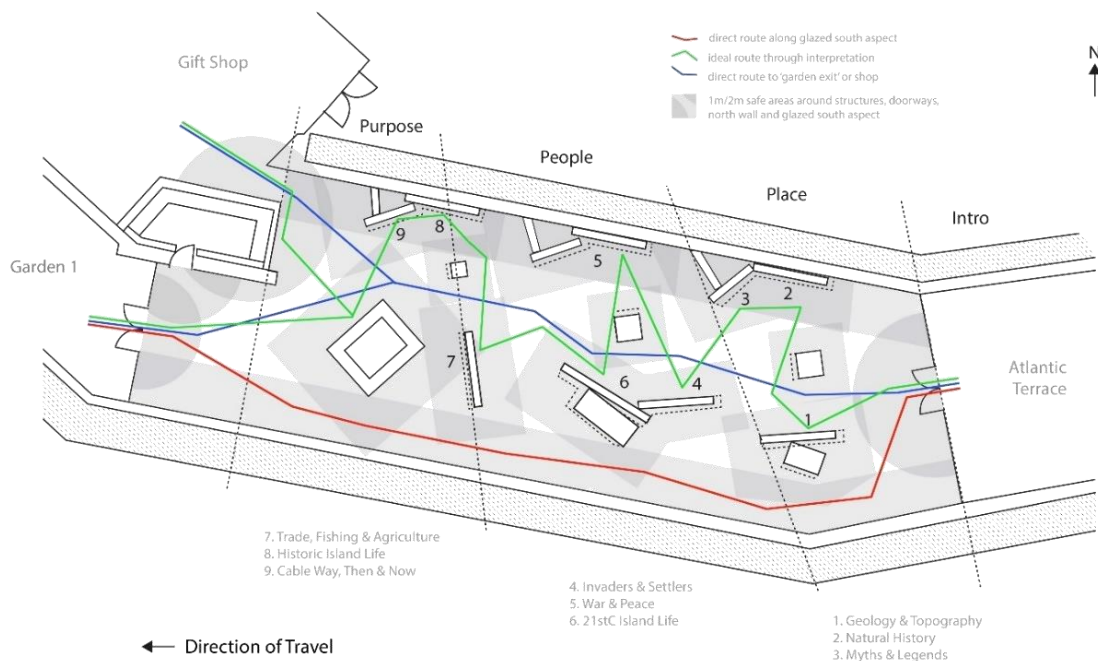 direct route along glazed south aspect
ideal route through interpretation
direct route to 'garden exit' or shop
1m/2m safe areas around structures, doorways,
north wall and glazed south aspect
N
Gift Shop
Purpose
People
Place
Intro
9
8
5
3
2
7
6
4
1
Garden 1
Atlantic
Terrace
7. Trade, Fishing & Agriculture
8. Historic Island Life
9. Cable Way, Then & Now
4. Invaders & Settlers
5. War & Peace
6. 21stC Island Life
1. Geology & Topography
2. Natural History
3. Myths & Legends
Direction of Travel